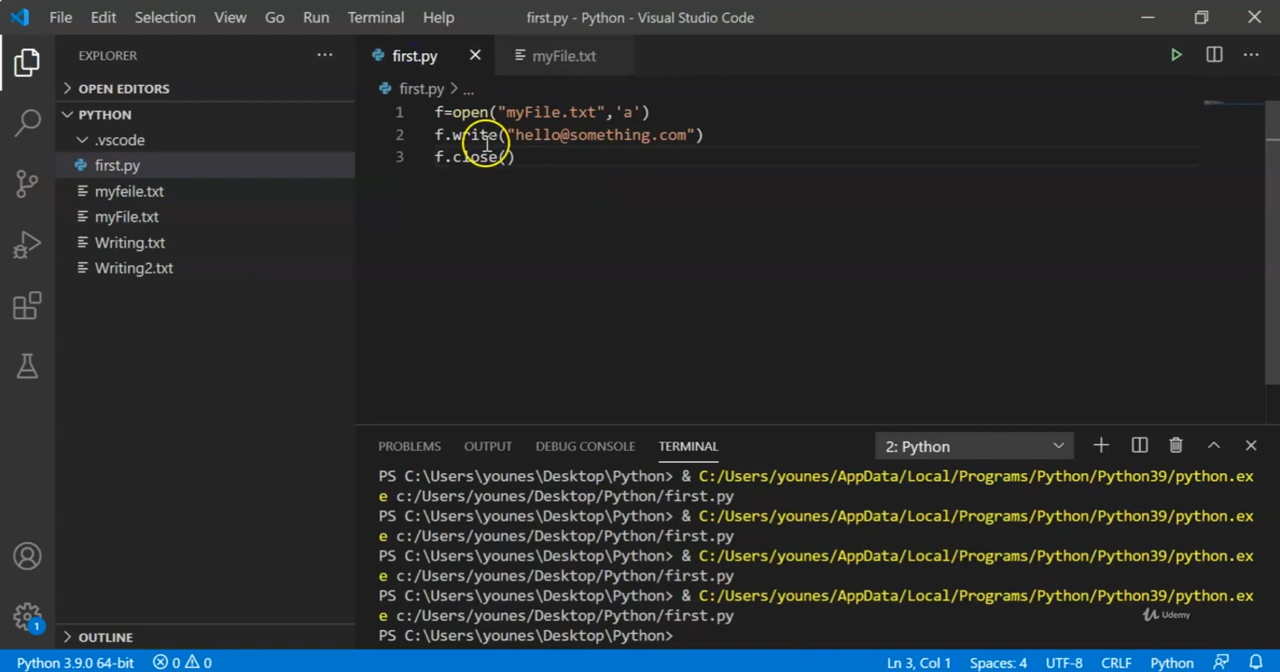 File Edit Selection View Go Run Terminal Help first.py - Python - Visual Studio Code
EXPLORER
OPEN EDITORS
PYTHON
.vscode
first.py
myfeile.txt
myFile.txt
Writing.txt
Writing2.txt
OUTLINE
first.py myFile.txt
first.py > ...
1 f=open("myFile.txt",'a')
2 f.write("hello@something.com")
3 f.close()
PROBLEMS OUTPUT DEBUG CONSOLE TERMINAL 2: Python
PS C:\Users\younes\Desktop\Python> & C:/Users/younes/AppData/Local/Programs/Python/Python39/python.ex
e c:/Users/younes/Desktop/Python/first.py
PS C:\Users\younes\Desktop\Python> & C:/Users/younes/AppData/Local/Programs/Python/Python39/python.ex
e c:/Users/younes/Desktop/Python/first.py
PS C:\Users\younes\Desktop\Python> & C:/Users/younes/AppData/Local/Programs/Python/Python39/python.ex
e c:/Users/younes/Desktop/Python/first.py
PS C:\Users\younes\Desktop\Python> & C:/Users/younes/AppData/Local/Programs/Python/Python39/python.ex
e c:/Users/younes/Desktop/Python/first.py
PS C:\Users\younes\Desktop\Python>
Udemy
1
Python 3.9.0 64-bit 0 0 Ln 3, Col 1 Spaces: 4 UTF-8 CRLF Python